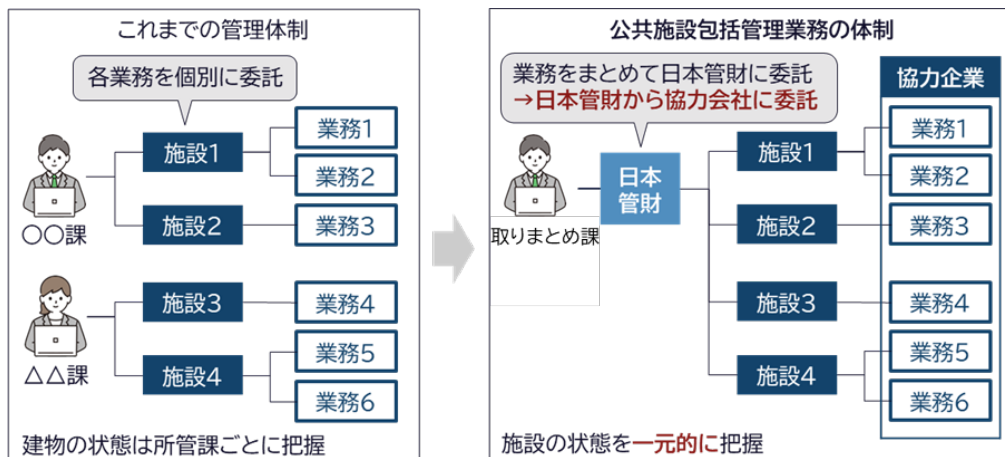 これまでの管理体制
各業務を個別に委託
施設1
業務1
業務2
施設2
業務3
〇〇課
施設3
業務4
施設4
業務5
業務6
△△課
建物の状態は所管課ごとに把握
公共施設包括管理業務の体制
業務をまとめて日本管財に委託
→日本管財から協力会社に委託
協力企業
日本
管財
取りまとめ課
施設1
業務1
業務2
施設2
業務3
施設3
業務4
施設4
業務5
業務6
施設の状態を一元的に把握